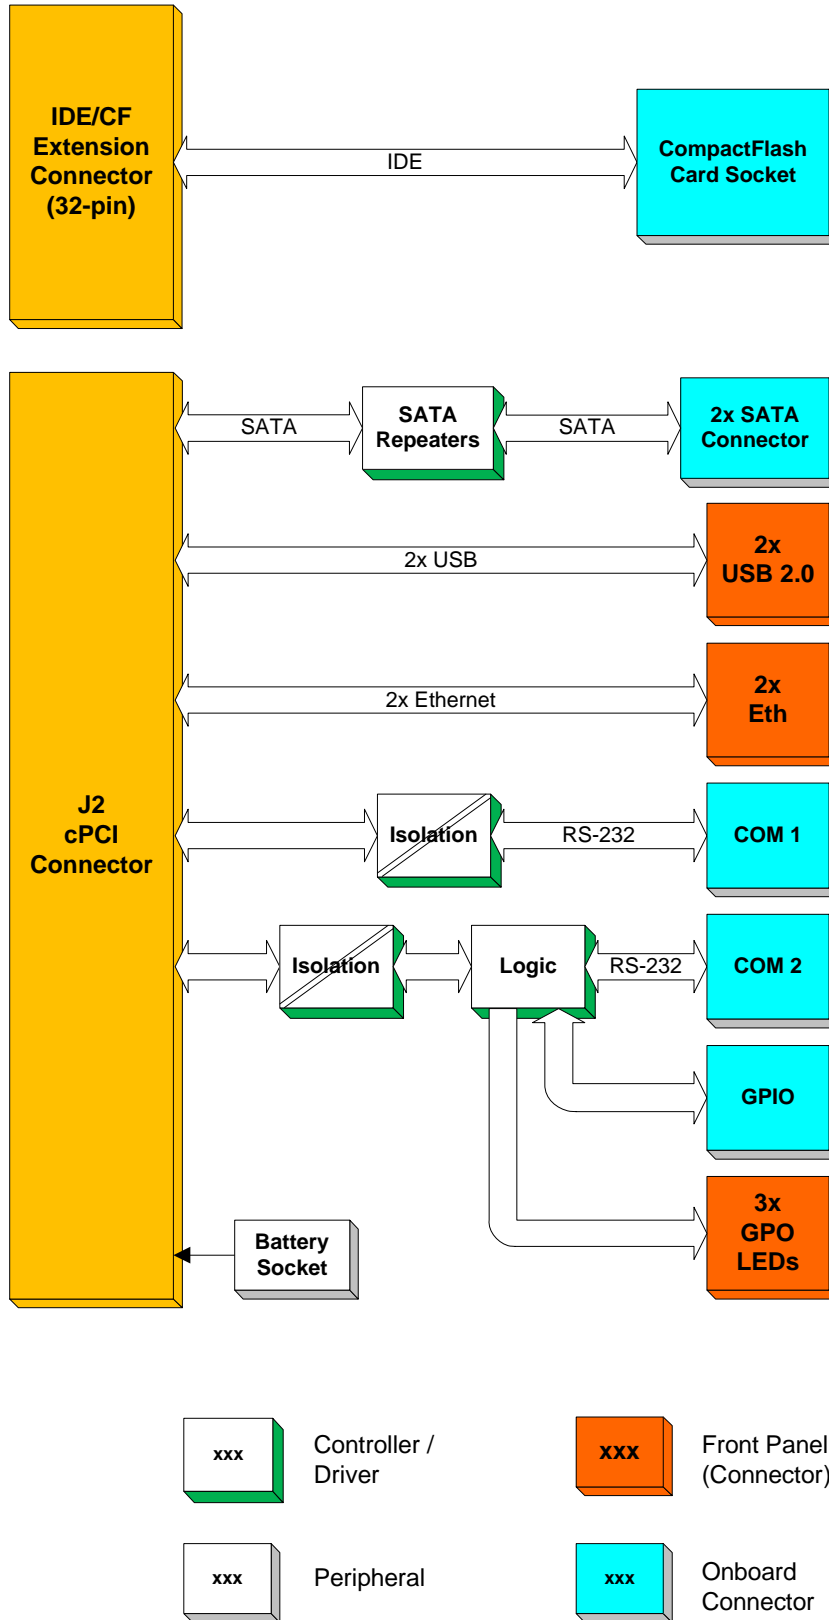 IDE/CF
Extension
Connector
(32-pin)
IDE
CompactFlash
Card Socket
SATA
SATA
Repeaters
SATA
2x SATA
Connector
2x USB
2x
USB 2.0
2x Ethernet
2x
Eth
J2
cPCI
Connector
Isolation
RS-232
COM 1
Isolation
Logic
RS-232
COM 2
GPIO
3x
GPO
LEDs
Battery
Socket
xxx
Controller /
Driver
xxx
Front Panel
(Connector)
xxx
Peripheral
xxx
Onboard
Connector